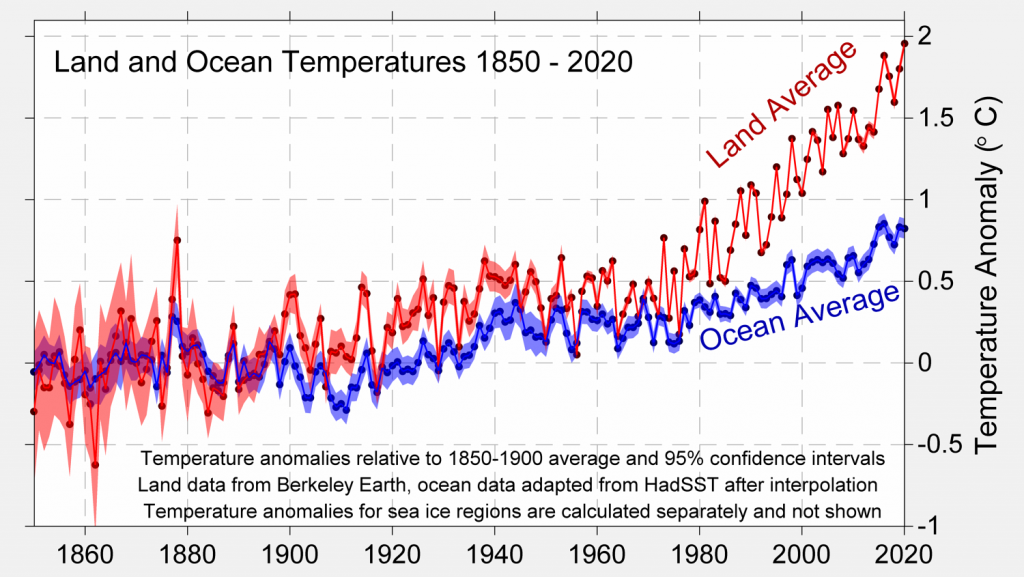 Land and Ocean Temperatures 1850 - 2020
Land Average
Ocean Average
Temperature anomalies relative to 1850-1900 average and 95% confidence intervals
Land data from Berkeley Earth, ocean data adapted from HadSST after interpolation
Temperature anomalies for sea ice regions are calculated separately and not shown
2
1.5
1
0.5
0
-0.5
-1
Temperature Anomaly (° C)
1860 1880 1900 1920 1940 1960 1980 2000 2020